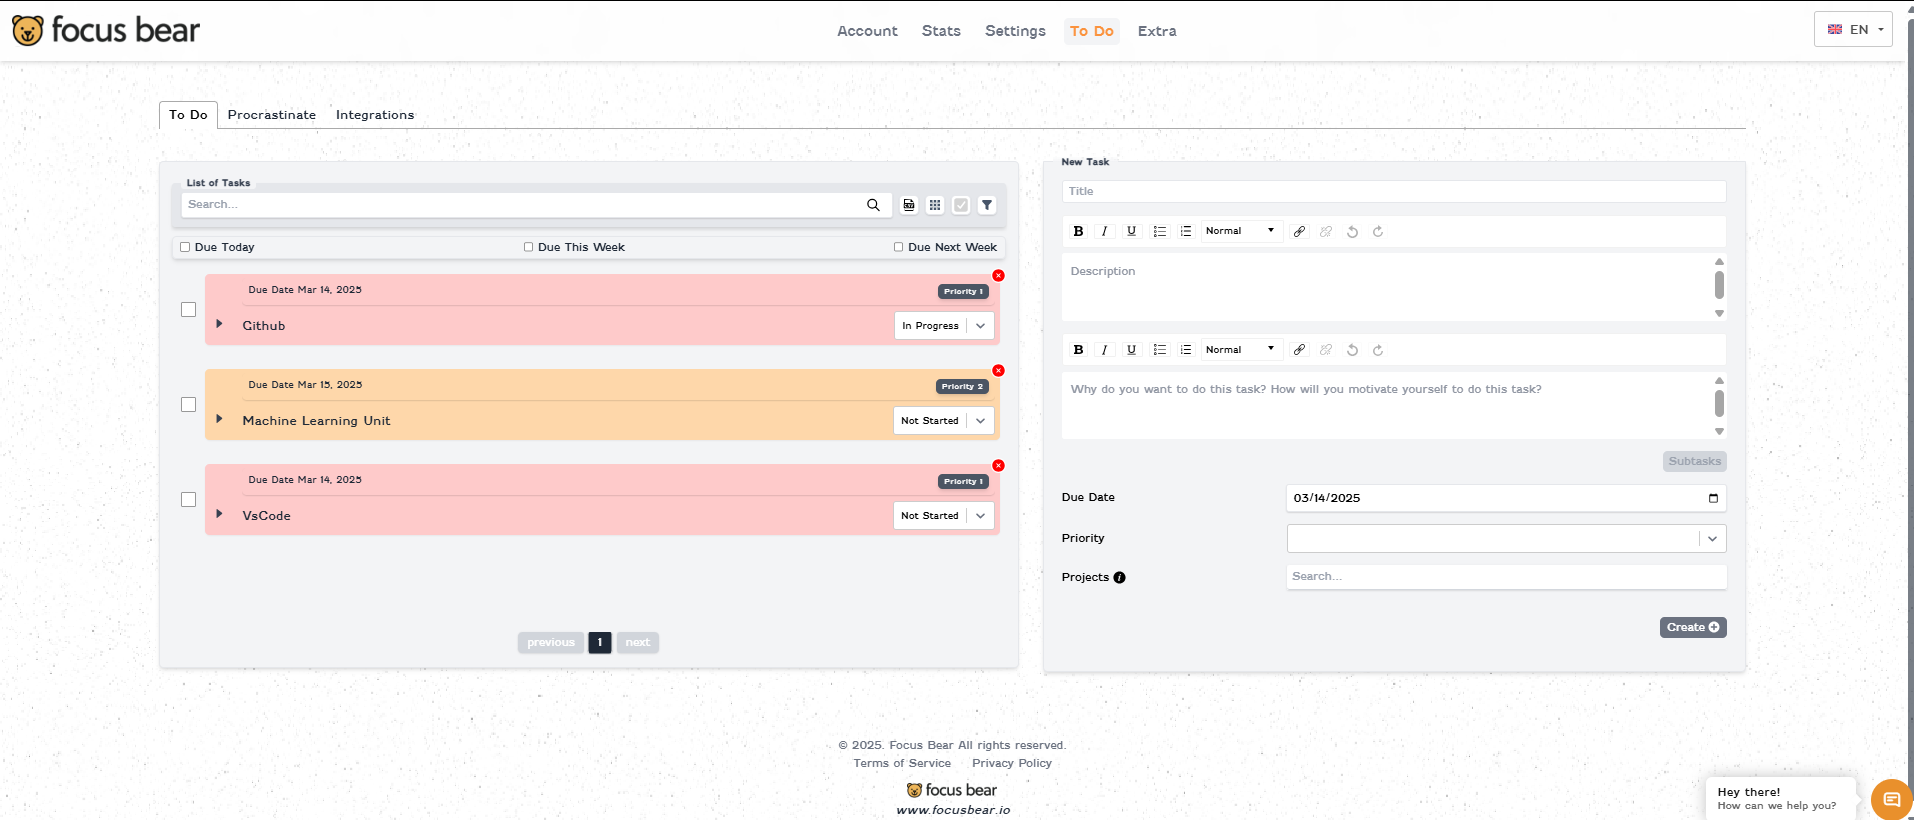 focus bear
Account Stats Settings To Do Extra
EN
To Do Procrastinate Integrations
List of Tasks
Search...
Due Today Due This Week Due Next Week
Due Date Mar 14, 2025
Priority 1
Github
In Progress
Due Date Mar 15, 2025
Priority 2
Machine Learning Unit
Not Started
Due Date Mar 14, 2025
Priority 1
VsCode
Not Started
previous 1 next
New Task
Title
B I U Normal
Description
B I U Normal
Why do you want to do this task? How will you motivate yourself to do this task?
Subtasks
Due Date 03/14/2025
Priority
Projects i Search...
Create
© 2025. Focus Bear All rights reserved.
Terms of Service Privacy Policy
focus bear
www.focusbear.io
Hey there!
How can we help you?